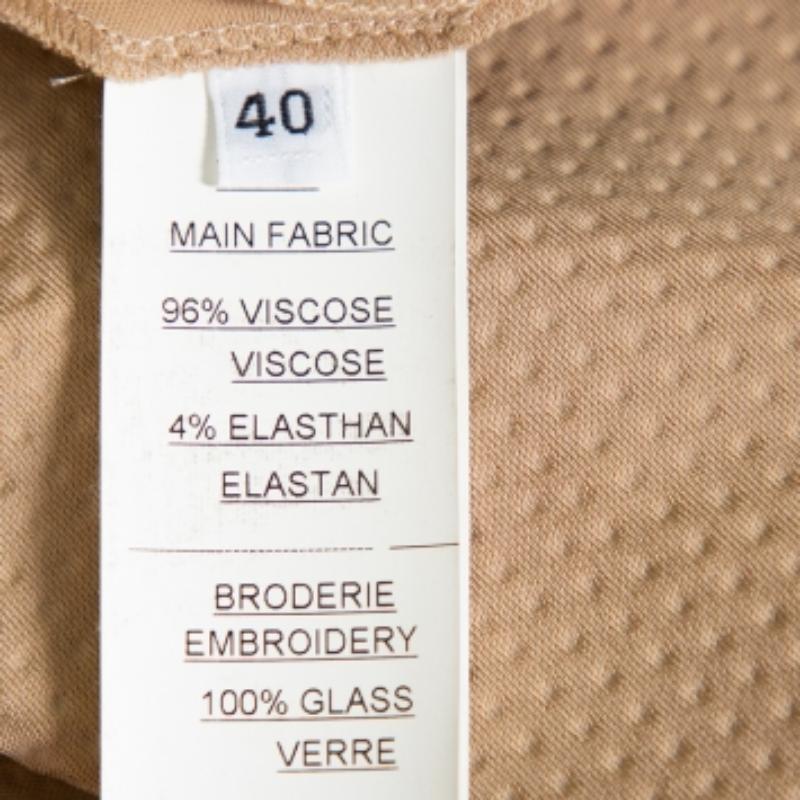 40
MAIN FABRIC
96% VISCOSE
VISCOSE
4% ELASTHAN
ELASTAN
BRODERIE
EMBROIDERY
100% GLASS
VERRE